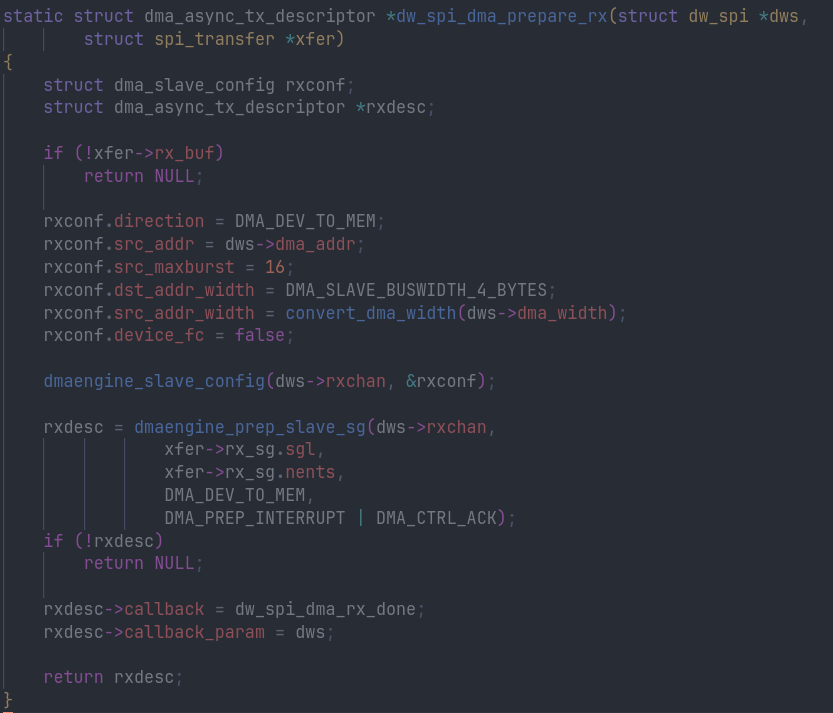 static struct dma_async_tx_descriptor *dw_spi_dma_prepare_rx(struct dw_spi *dws,
        struct spi_transfer *xfer)
{
    struct dma_slave_config rxconf;
    struct dma_async_tx_descriptor *rxdesc;

    if (!xfer->rx_buf)
        return NULL;

    rxconf.direction = DMA_DEV_TO_MEM;
    rxconf.src_addr = dws->dma_addr;
    rxconf.src_maxburst = 16;
    rxconf.dst_addr_width = DMA_SLAVE_BUSWIDTH_4_BYTES;
    rxconf.src_addr_width = convert_dma_width(dws->dma_width);
    rxconf.device_fc = false;

    dmaengine_slave_config(dws->rxchan, &rxconf);

    rxdesc = dmaengine_prep_slave_sg(dws->rxchan,
                xfer->rx_sg.sgl,
                xfer->rx_sg.nents,
                DMA_DEV_TO_MEM,
                DMA_PREP_INTERRUPT | DMA_CTRL_ACK);
    if (!rxdesc)
        return NULL;

    rxdesc->callback = dw_spi_dma_rx_done;
    rxdesc->callback_param = dws;

    return rxdesc;
}